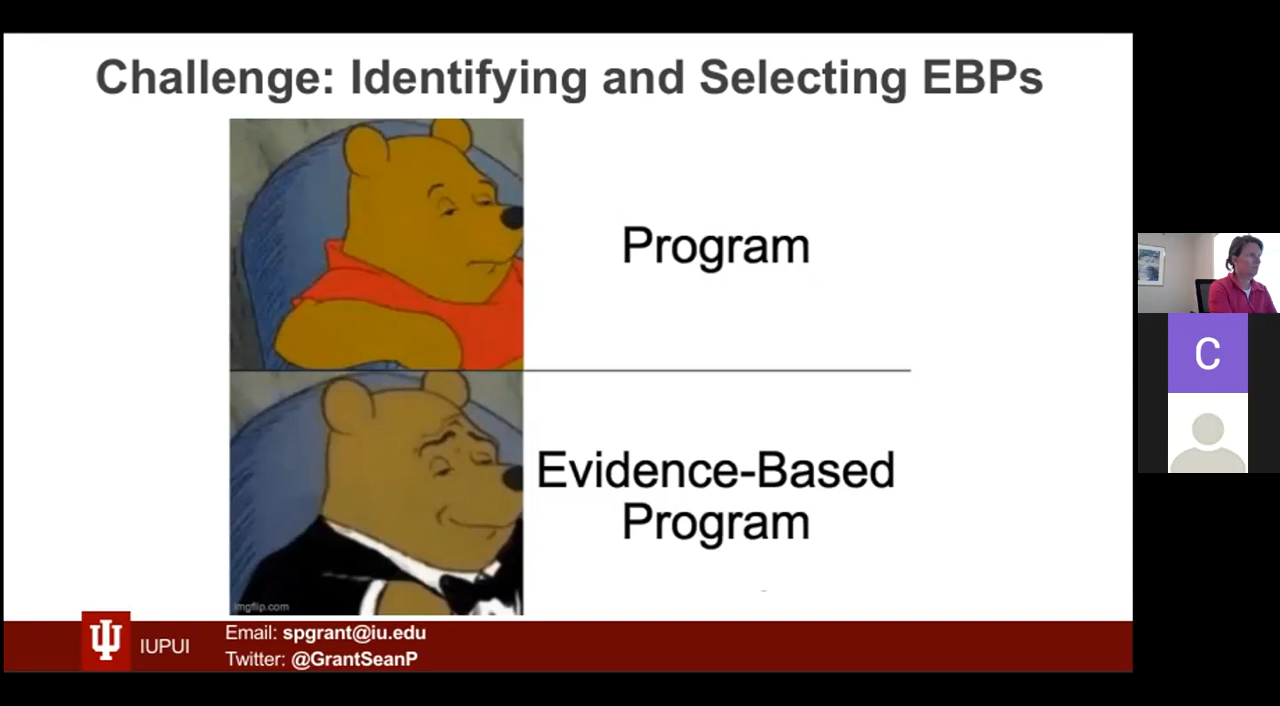 Challenge: Identifying and Selecting EBPs
Program
Evidence-Based
Program
imgflip.com
IUPUI
Email: spgrant@iu.edu
Twitter: @GrantSeanP
C